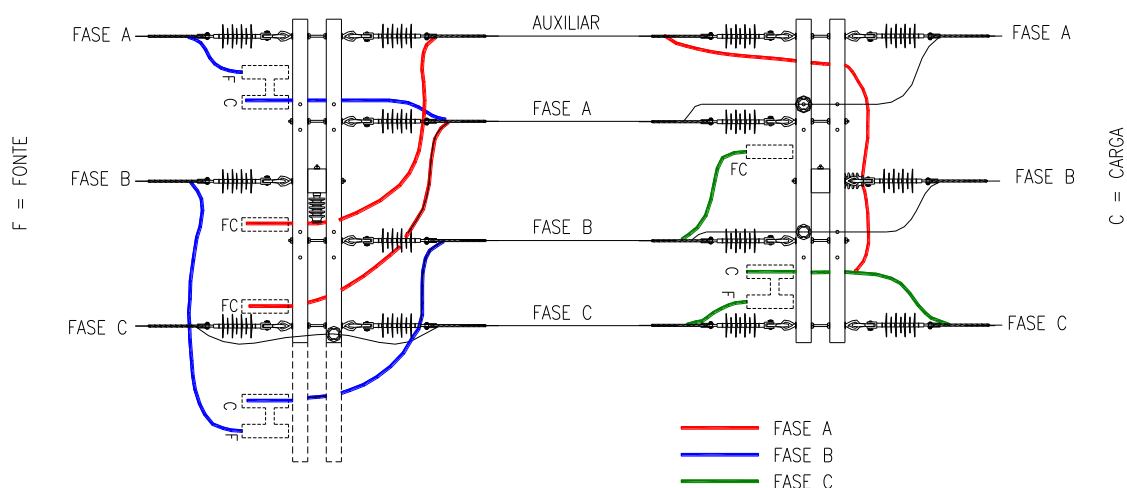 FASE A
AUXILIAR
FASE A
F
C
FASE A
FASE B
FC
FASE B
F = FONTE
C = CARGA
FC
FASE B
FC
C
F
FASE C
FASE C
FASE C
C
F
FASE A
FASE B
FASE C